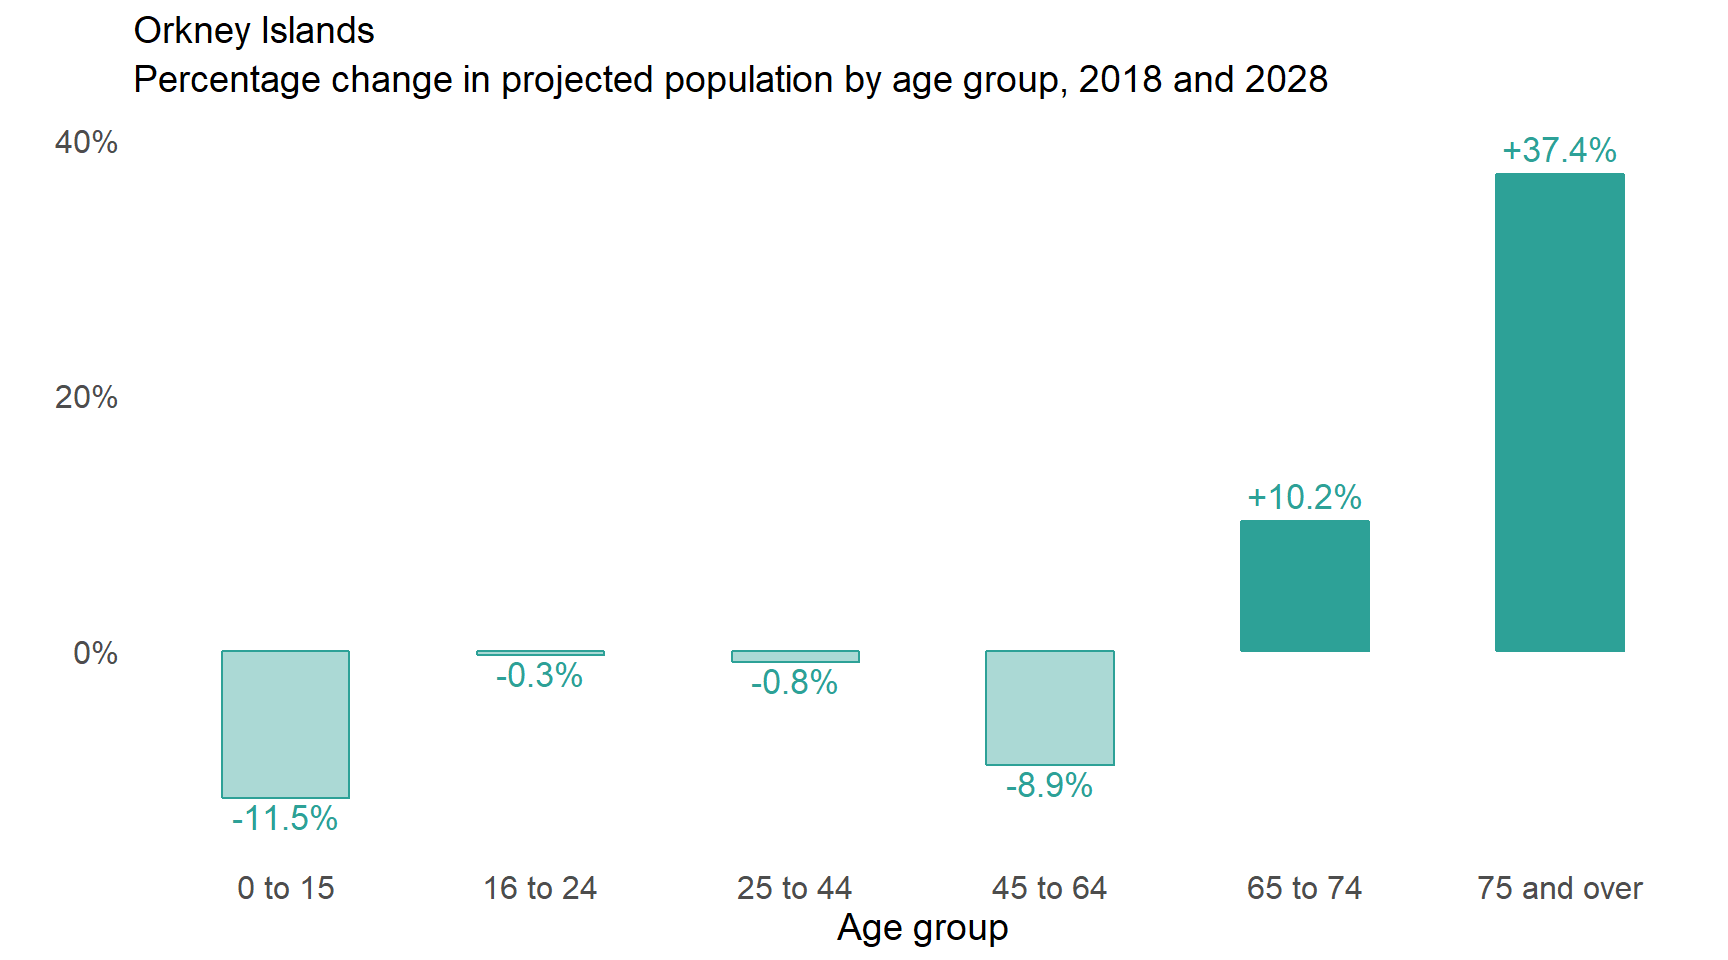 Orkney Islands
Percentage change in projected population by age group, 2018 and 2028
40%
20%
0%
+37.4%
+10.2%
-0.3%
-0.8%
-8.9%
-11.5%
0 to 15
16 to 24
25 to 44
45 to 64
65 to 74
75 and over
Age group